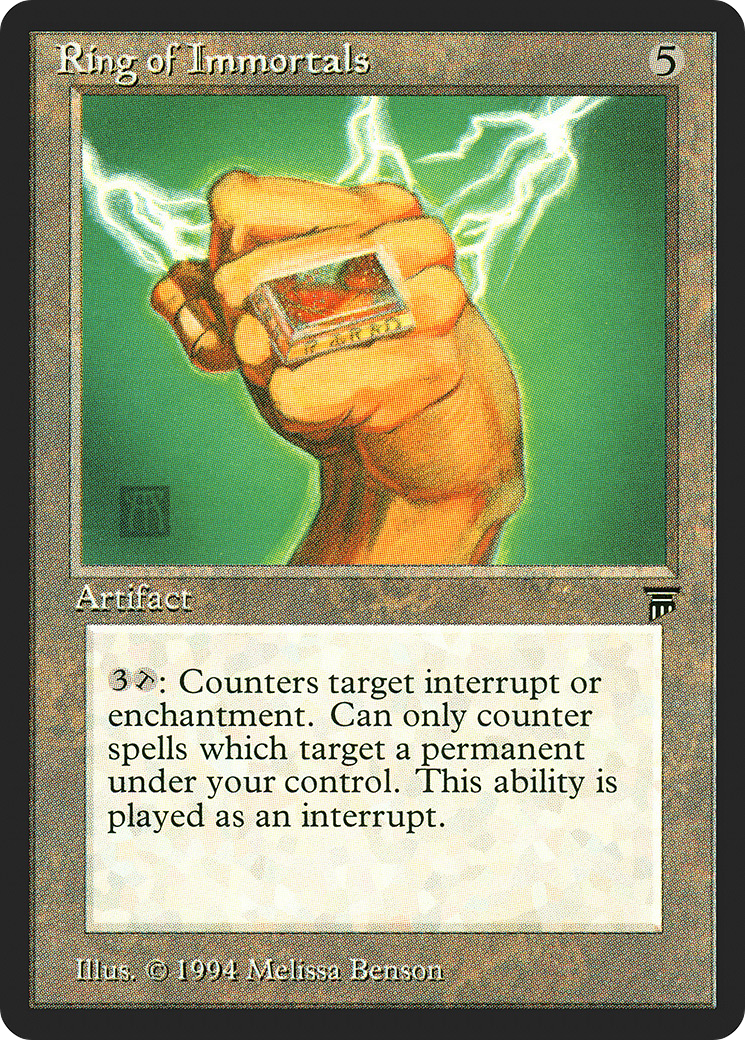 Ring of Immortals 5
Artifact
3T: Counters target interrupt or
enchantment. Can only counter
spells which target a permanent
under your control. This ability is
played as an interrupt.
Illus. © 1994 Melissa Benson